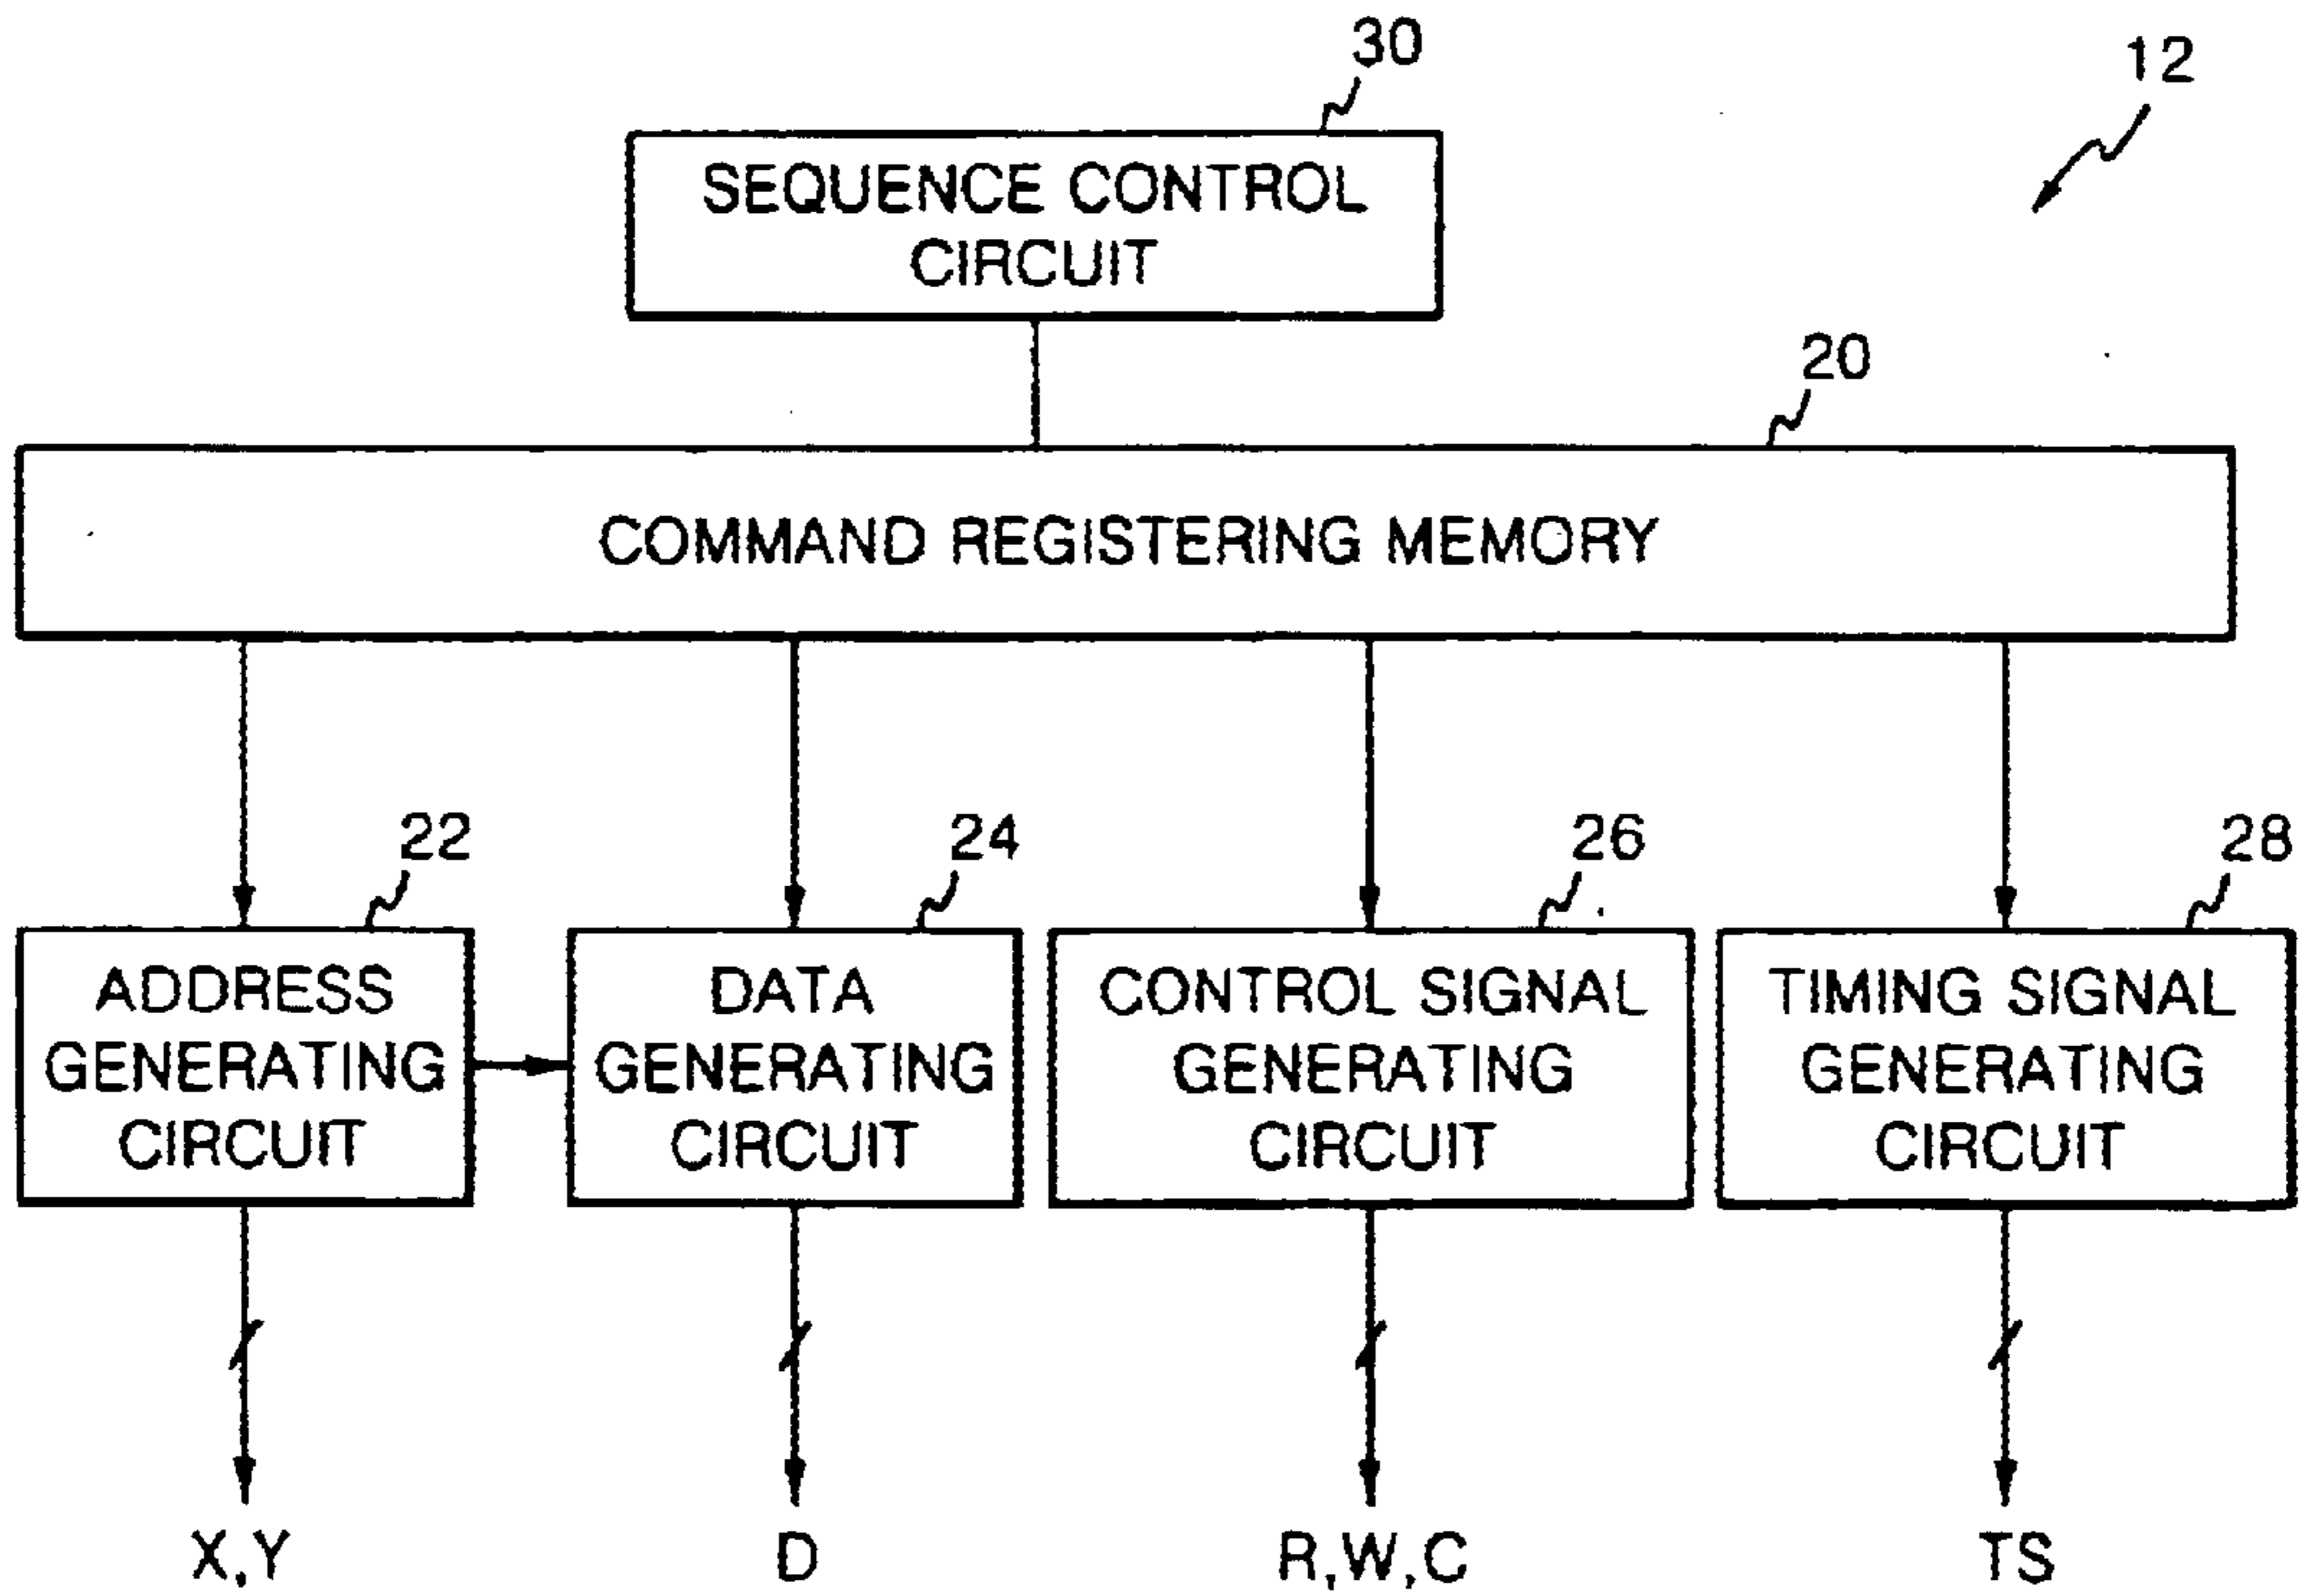 30
12
SEQUENCE CONTROL
CIRCUIT
20
COMMAND REGISTERING MEMORY
22
24
26
28
ADDRESS
GENERATING
CIRCUIT
DATA
GENERATING
CIRCUIT
CONTROL SIGNAL
GENERATING
CIRCUIT
TIMING SIGNAL
GENERATING
CIRCUIT
X,Y
D
R,W,C
TS